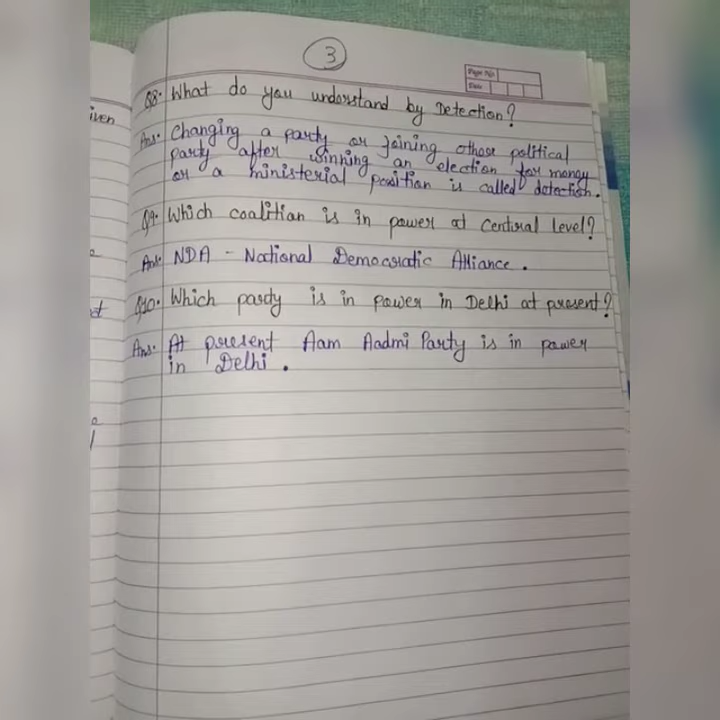 3
Page No.
Date
iven
Q8. What do you understand by Detection?
Ans. Changing a party or Joining other political
party after winning an election for money
or a ministerial position is called detection.
Q9. Which coalition is in power at Central level?
Ans. NDA - National Democratic Alliance.
Q10. Which party is in power in Delhi at present?
Ans. At present Aam Aadmi Party is in power
in Delhi.